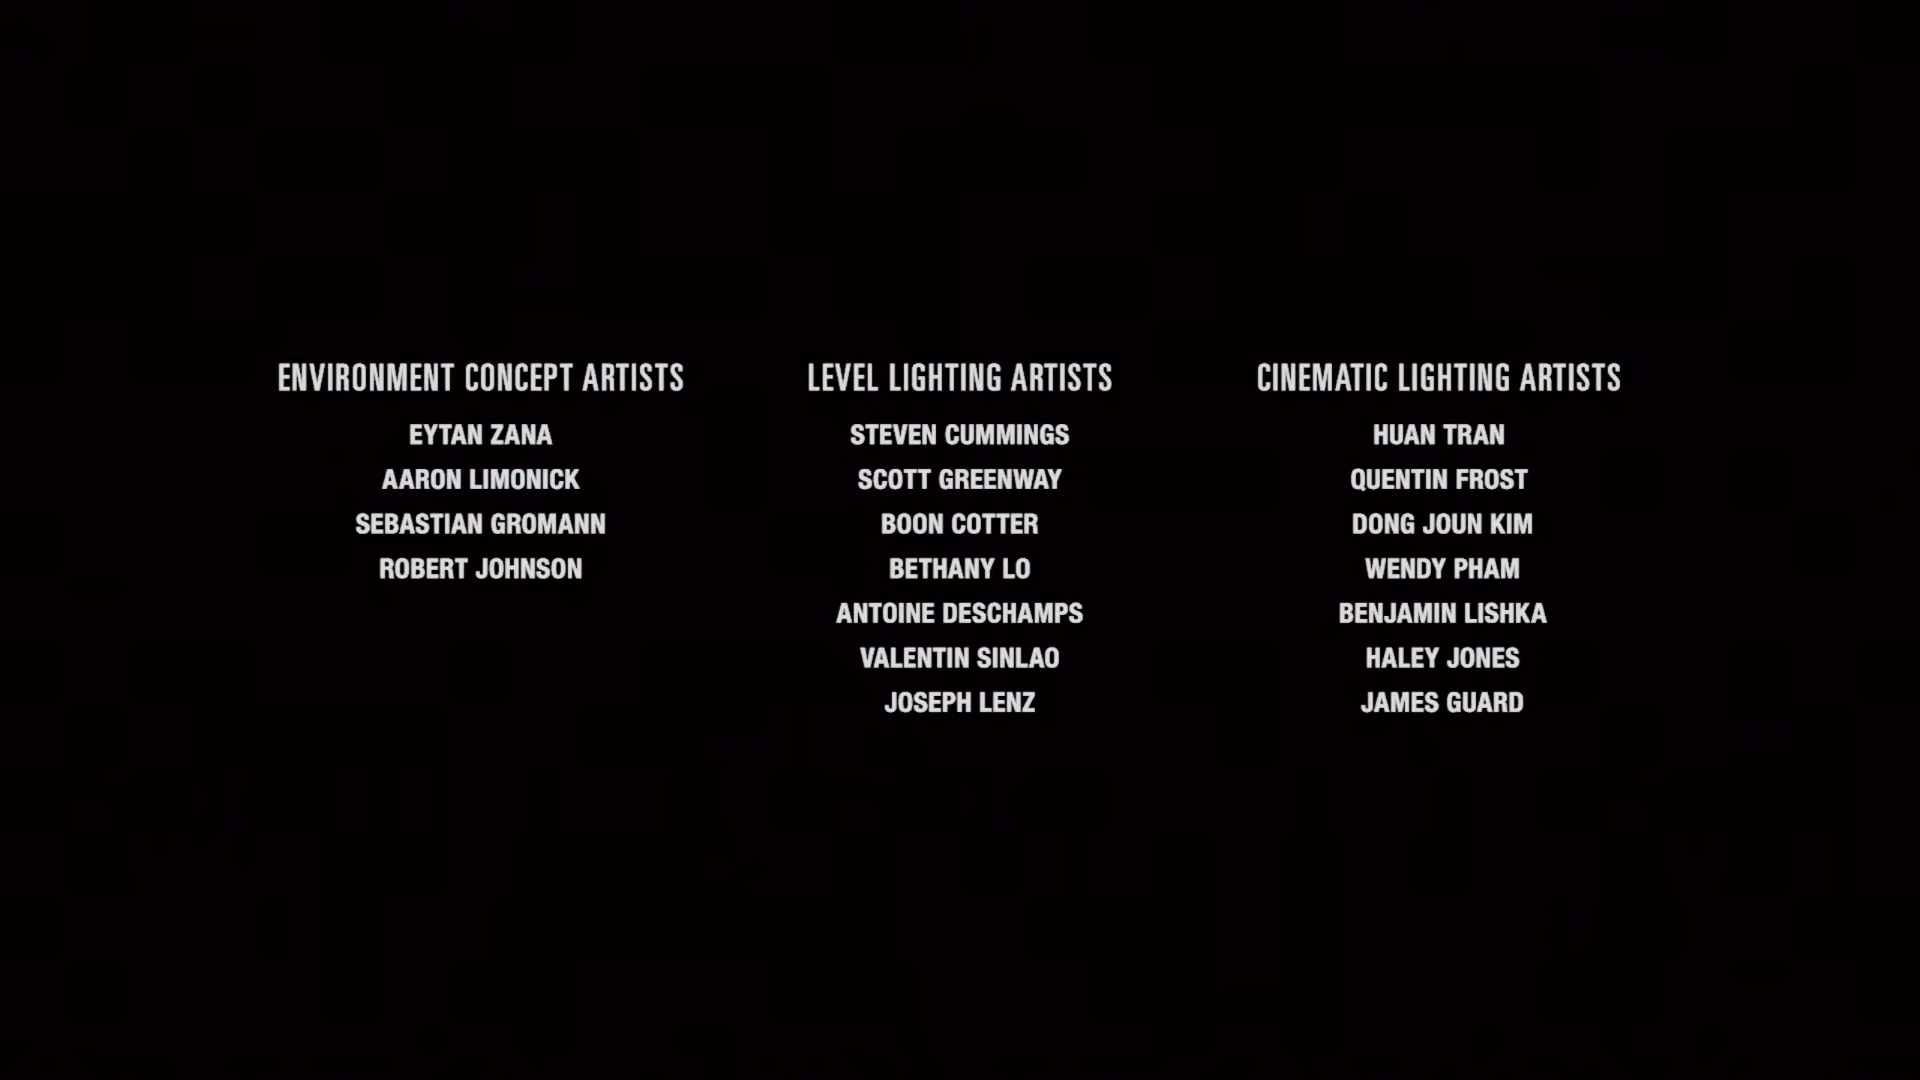 ENVIRONMENT CONCEPT ARTISTS
EYTAN ZANA
AARON LIMONICK
SEBASTIAN GROMANN
ROBERT JOHNSON
LEVEL LIGHTING ARTISTS
STEVEN CUMMINGS
SCOTT GREENWAY
BOON COTTER
BETHANY LO
ANTOINE DESCHAMPS
VALENTIN SINLAO
JOSEPH LENZ
CINEMATIC LIGHTING ARTISTS
HUAN TRAN
QUENTIN FROST
DONG JOUN KIM
WENDY PHAM
BENJAMIN LISHKA
HALEY JONES
JAMES GUARD